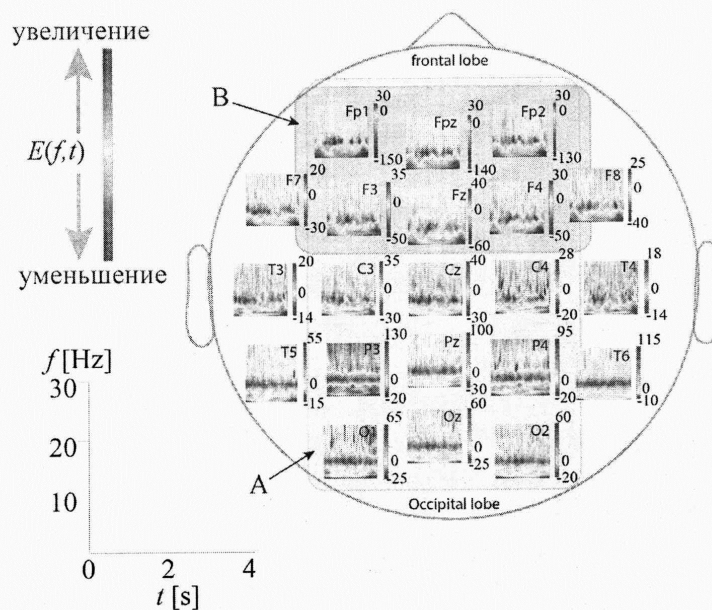 увеличение
E(f,t)
уменьшение
frontal lobe
B
Fp1 30 0 -150
Fpz 30 0 -140
Fp2 30 0 -130
F7 20 0 -30
F3 35 0 -50
Fz 40 0 -60
F4 30 0 -50
F8 25 0 -40
T3 20 0 -14
C3 35 0 -30
Cz 40 0 -30
C4 28 0 -20
T4 18 0 -14
T5 55 0 -15
P3 130 0 -20
Pz 100 0 -30
P4 95 0 -20
T6 115 0 -10
O1 65 0 -25
Oz 60 0 -25
O2 60 0 -20
A
Occipital lobe
f [Hz]
30
20
10
0 2 4
t [s]